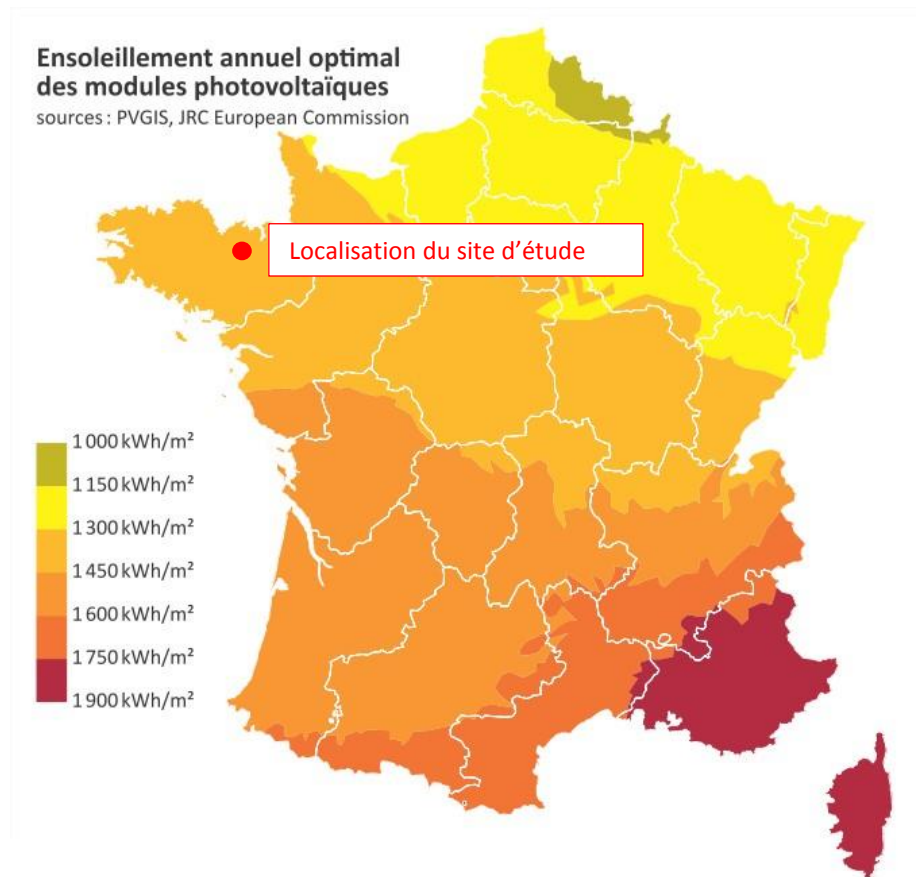 Ensoleillement annuel optimal
des modules photovoltaïques
sources : PVGIS, JRC European Commission
Localisation du site d’étude
1 000 kWh/m²
1 150 kWh/m²
1 300 kWh/m²
1 450 kWh/m²
1 600 kWh/m²
1 750 kWh/m²
1 900 kWh/m²